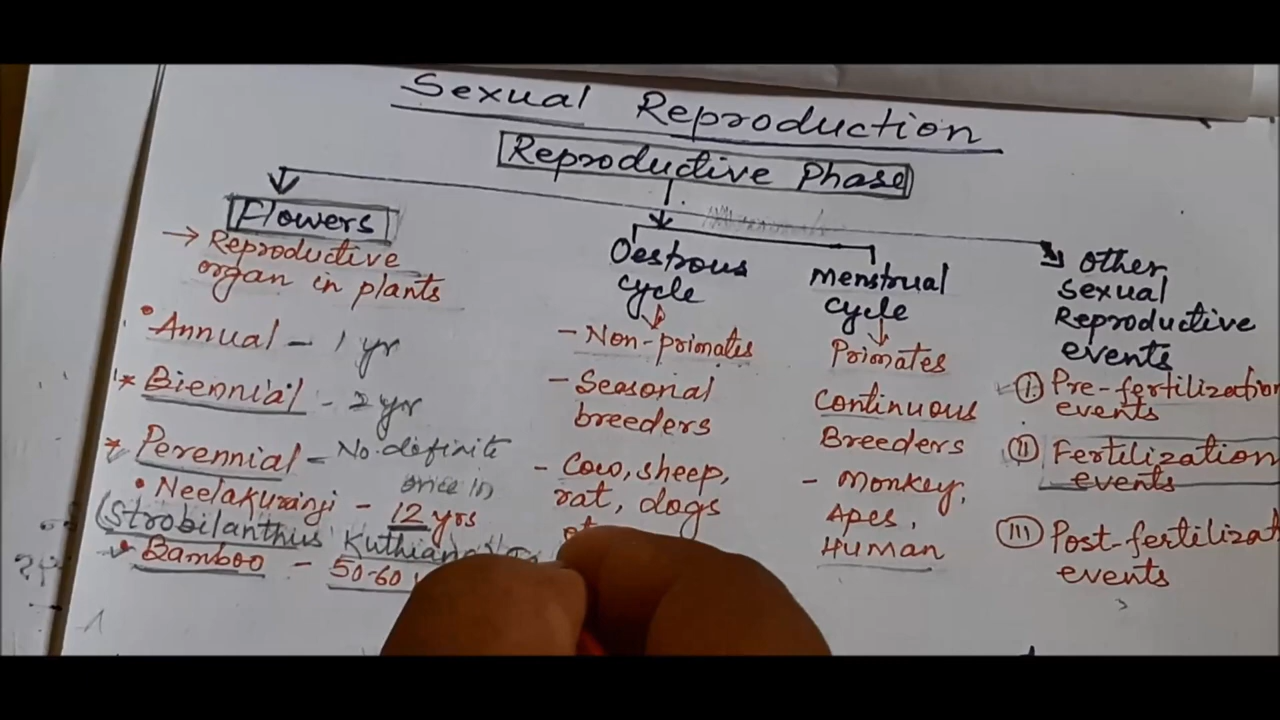 Sexual Reproduction
Reproductive Phase
Flowers
→ Reproductive
organ in plants
• Annual - 1 yr
* Biennial - 2 yr
* Perennial - No definite
once in
• Neelakuranji - 12 yrs
(Strobilanthus
Bamboo - 50-60
Oestrous
cycle
- Non-primates
- Seasonal
breeders
- Cow, sheep,
rat, dogs
menstrual
cycle
Primates
Continuous
Breeders
- Monkey,
Apes,
Human
other
sexual
Reproductive
events
I. Pre-fertilization
events
II Fertilization
events
III Post-fertilizat
events